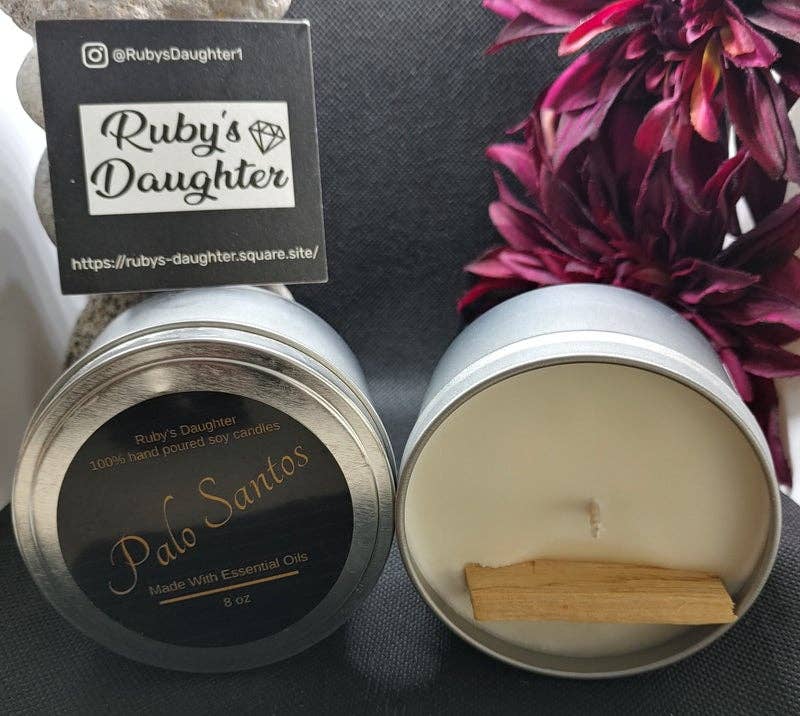 @RubysDaughter1
Ruby's
Daughter
https://rubys-daughter.square.site/
Ruby's Daughter
100% hand poured soy candles
Palo Santos
Made With Essential Oils
8 oz